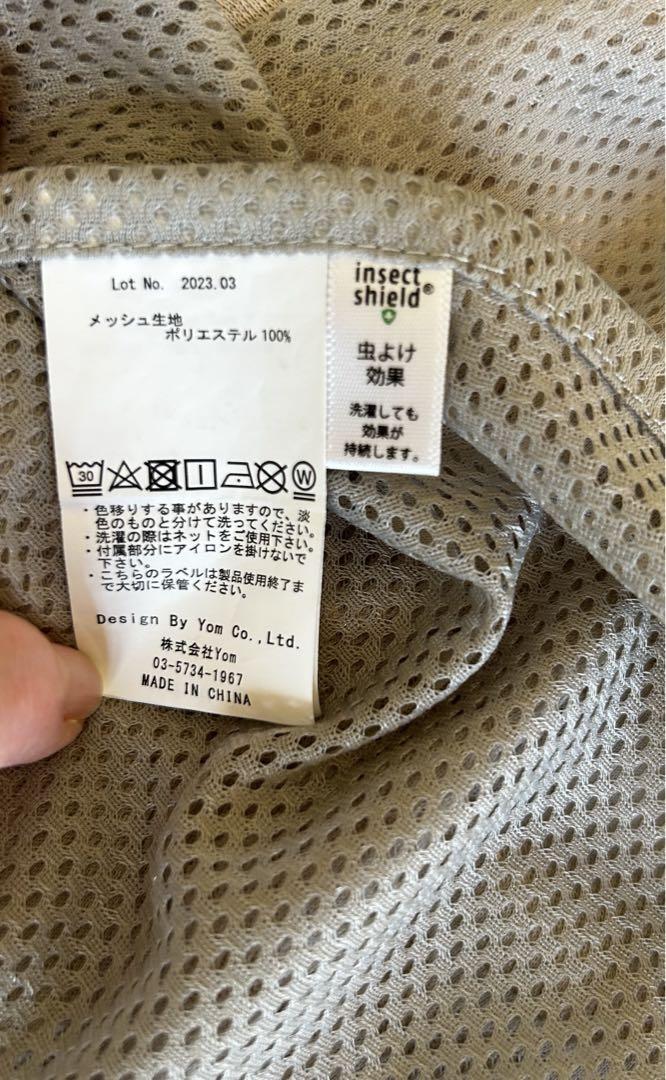 Lot No. 2023.03
メッシュ生地
ポリエステル 100%
30
W
・色移りする事がありますので、淡
色のものと分けて洗ってください。
・洗濯の際はネットをご使用下さい。
・付属部分にアイロンを掛けないで
下さい。
・こちらのラベルは製品使用終了ま
で大切に保管ください。
Design By Yom Co.,Ltd.
株式会社Yom
03-5734-1967
MADE IN CHINA
insect
shield®
虫よけ
効果
洗濯しても
効果が
持続します。